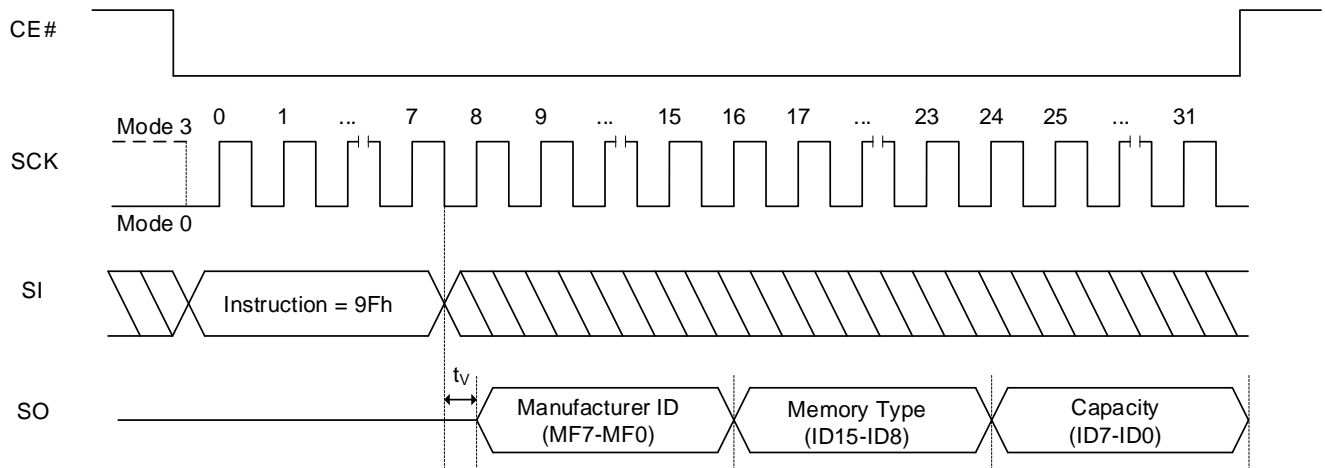 CE#
0 1 ... 7 8 9 ... 15 16 17 ... 23 24 25 ... 31
Mode 3
SCK
Mode 0
SI
Instruction = 9Fh
tV
SO
Manufacturer ID
(MF7-MF0)
Memory Type
(ID15-ID8)
Capacity
(ID7-ID0)